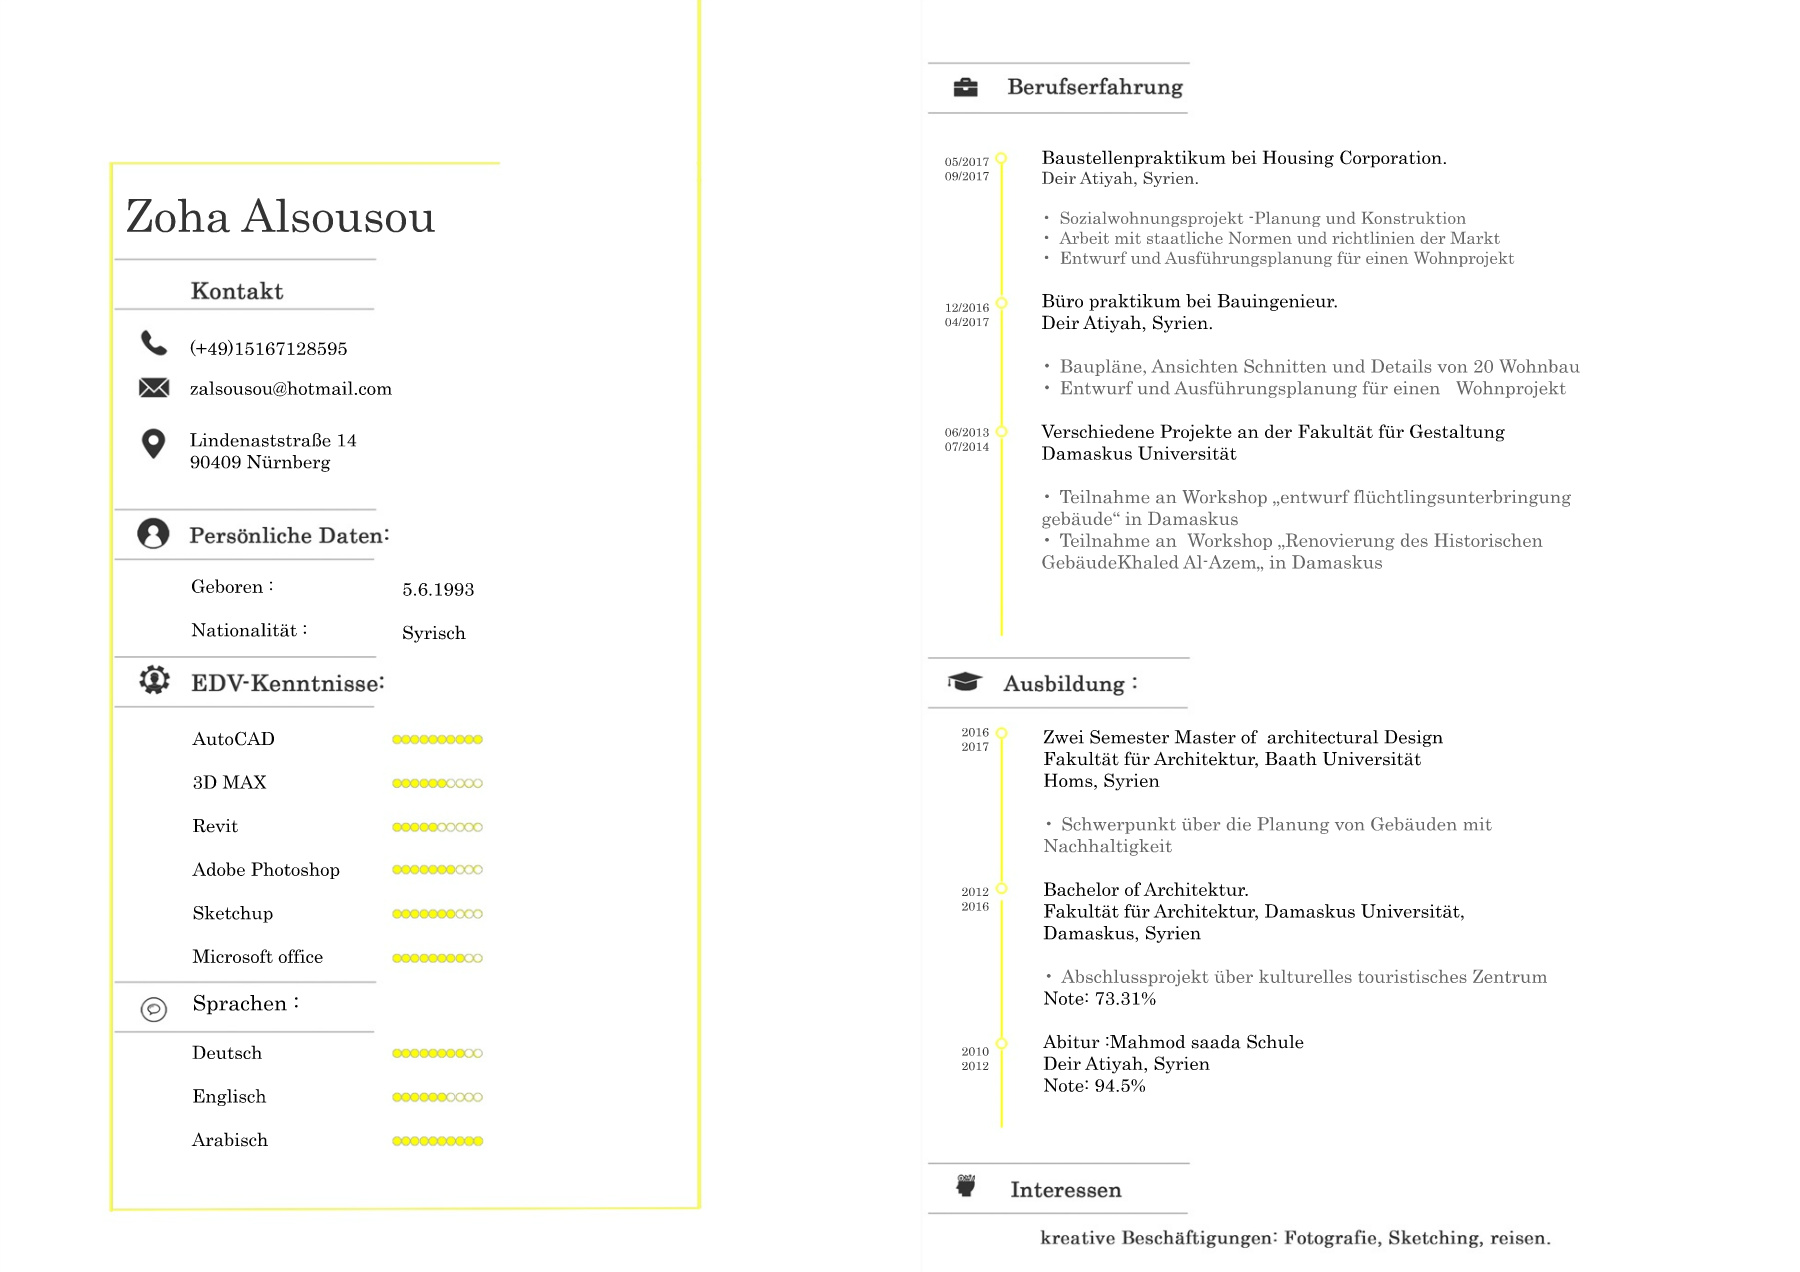 Zoha Alsousou
Kontakt
(+49)15167128595
zalsousou@hotmail.com
Lindenaststraße 14
90409 Nürnberg
Persönliche Daten:
Geboren : 5.6.1993
Nationalität : Syrisch
EDV-Kenntnisse:
AutoCAD
3D MAX
Revit
Adobe Photoshop
Sketchup
Microsoft office
Sprachen :
Deutsch
Englisch
Arabisch
Berufserfahrung
05/2017
09/2017
Baustellenpraktikum bei Housing Corporation.
Deir Atiyah, Syrien.
• Sozialwohnungsprojekt -Planung und Konstruktion
• Arbeit mit staatliche Normen und richtlinien der Markt
• Entwurf und Ausführungsplanung für einen Wohnprojekt
12/2016
04/2017
Büro praktikum bei Bauingenieur.
Deir Atiyah, Syrien.
• Baupläne, Ansichten Schnitten und Details von 20 Wohnbau
• Entwurf und Ausführungsplanung für einen Wohnprojekt
06/2013
07/2014
Verschiedene Projekte an der Fakultät für Gestaltung
Damaskus Universität
• Teilnahme an Workshop „entwurf flüchtlingsunterbringung
gebäude“ in Damaskus
• Teilnahme an Workshop „Renovierung des Historischen
GebäudeKhaled Al-Azem„ in Damaskus
Ausbildung :
2016
2017
Zwei Semester Master of architectural Design
Fakultät für Architektur, Baath Universität
Homs, Syrien
• Schwerpunkt über die Planung von Gebäuden mit
Nachhaltigkeit
2012
2016
Bachelor of Architektur.
Fakultät für Architektur, Damaskus Universität,
Damaskus, Syrien
• Abschlussprojekt über kulturelles touristisches Zentrum
Note: 73.31%
2010
2012
Abitur :Mahmod saada Schule
Deir Atiyah, Syrien
Note: 94.5%
Interessen
kreative Beschäftigungen: Fotografie, Sketching, reisen.